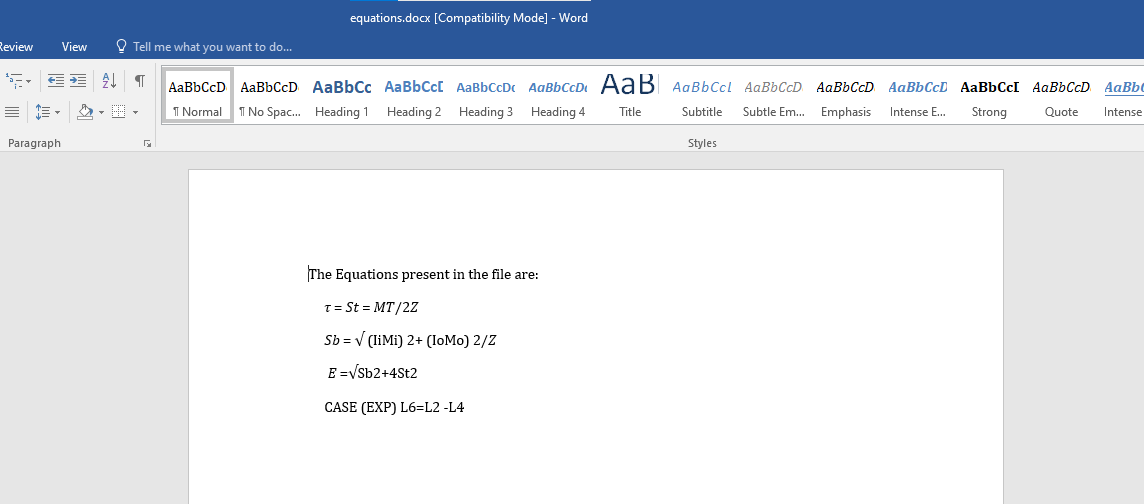 equations.docx [Compatibility Mode] - Word
Review View Tell me what you want to do...
AaBbCcD AaBbCcD AaBbCc AaBbCcD AaBbCcDc AaBbCcDc AaB AaBbCcL AaBbCcD AaBbCcD AaBbCcD AaBbCcI AaBbCcD AaBb
¶ Normal ¶ No Spac... Heading 1 Heading 2 Heading 3 Heading 4 Title Subtitle Subtle Em... Emphasis Intense E... Strong Quote Intense
Paragraph Styles
The Equations present in the file are:
τ = St = MT/2Z
Sb = √ (IiMi) 2+ (IoMo) 2/Z
E =√Sb2+4St2
CASE (EXP) L6=L2 -L4